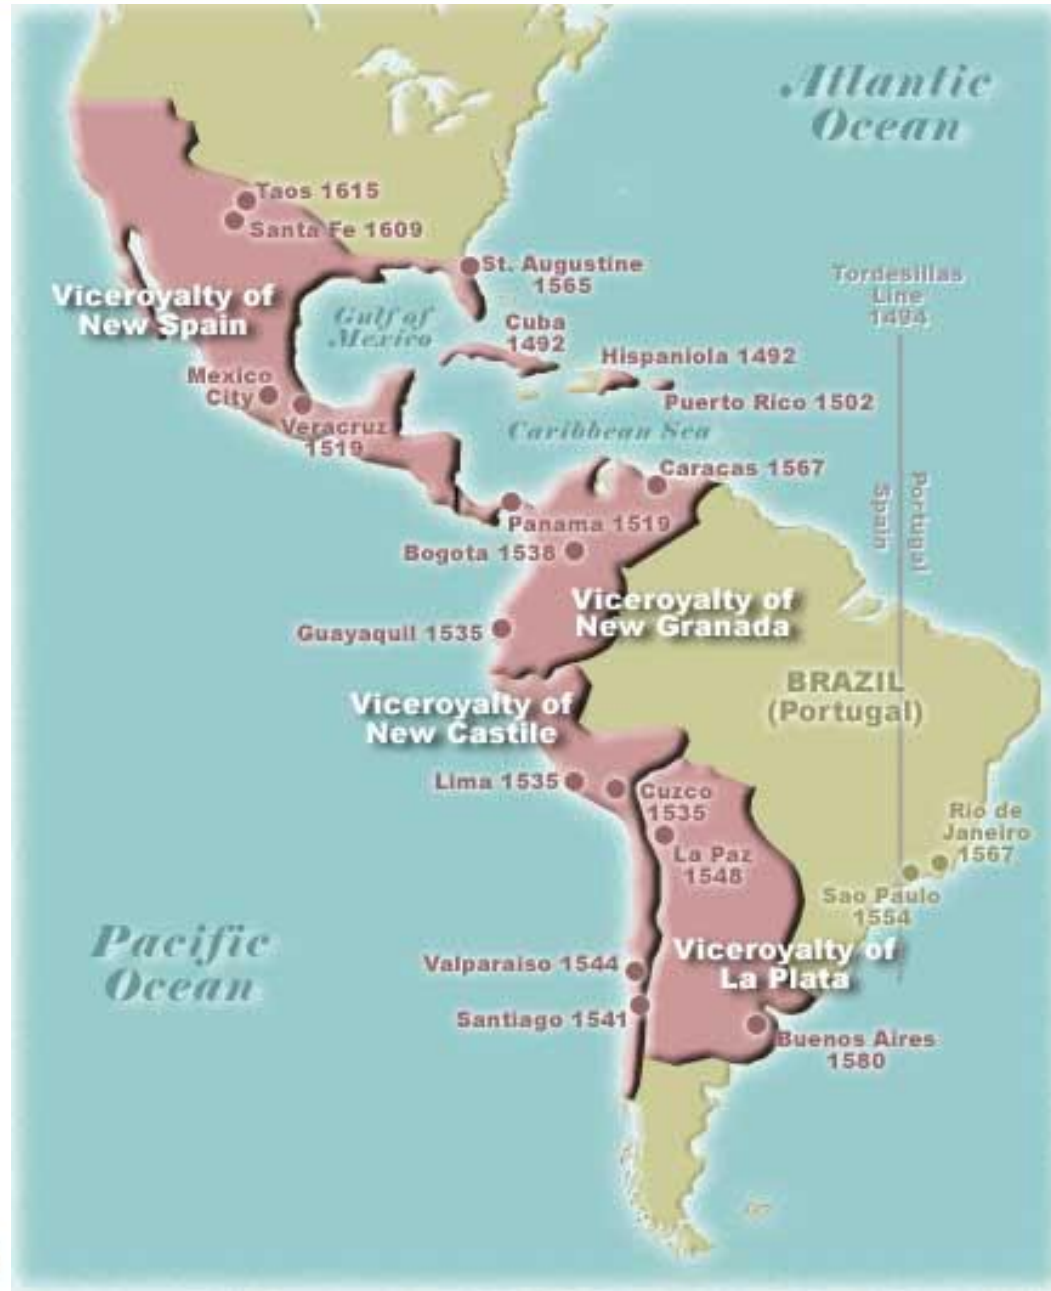 Atlantic
Ocean
Taos 1615
Santa Fe 1609
St. Augustine
1565
Tordesillas
Line
1494
Viceroyalty of
New Spain
Gulf of
Mexico
Cuba
1492
Hispaniola 1492
Mexico
City
Puerto Rico 1502
Veracruz
1519
Caribbean Sea
Caracas 1567
Spain
Portugal
Panama 1519
Bogota 1538
Viceroyalty of
New Granada
Guayaquil 1535
BRAZIL
(Portugal)
Viceroyalty of
New Castile
Lima 1535
Cuzco
1535
Rio de
Janeiro
1567
La Paz
1548
Sao Paulo
1554
Pacific
Ocean
Viceroyalty of
La Plata
Valparaiso 1544
Santiago 1541
Buenos Aires
1580